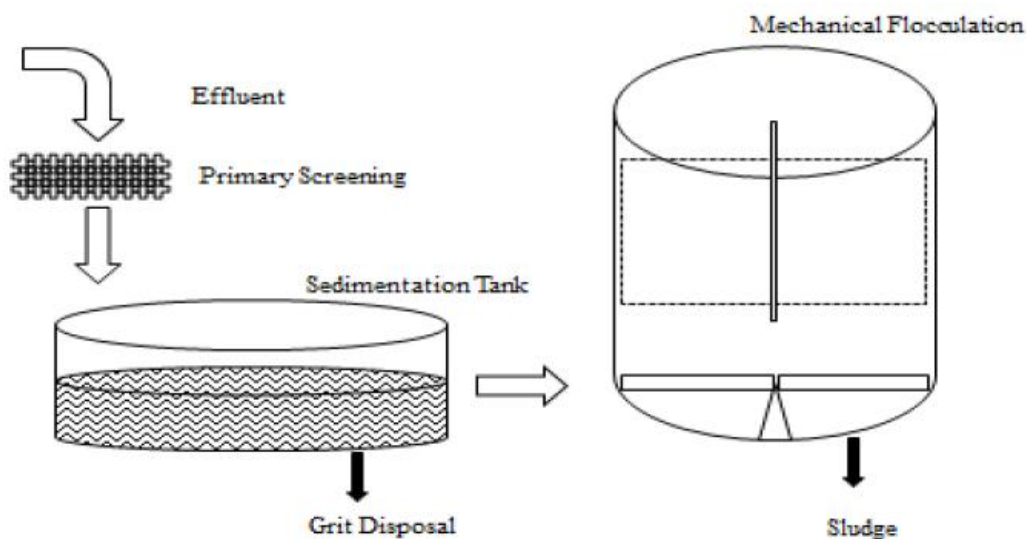 Mechanical Flocculation
Effluent
Primary Screening
Sedimentation Tank
Grit Disposal
Sludge